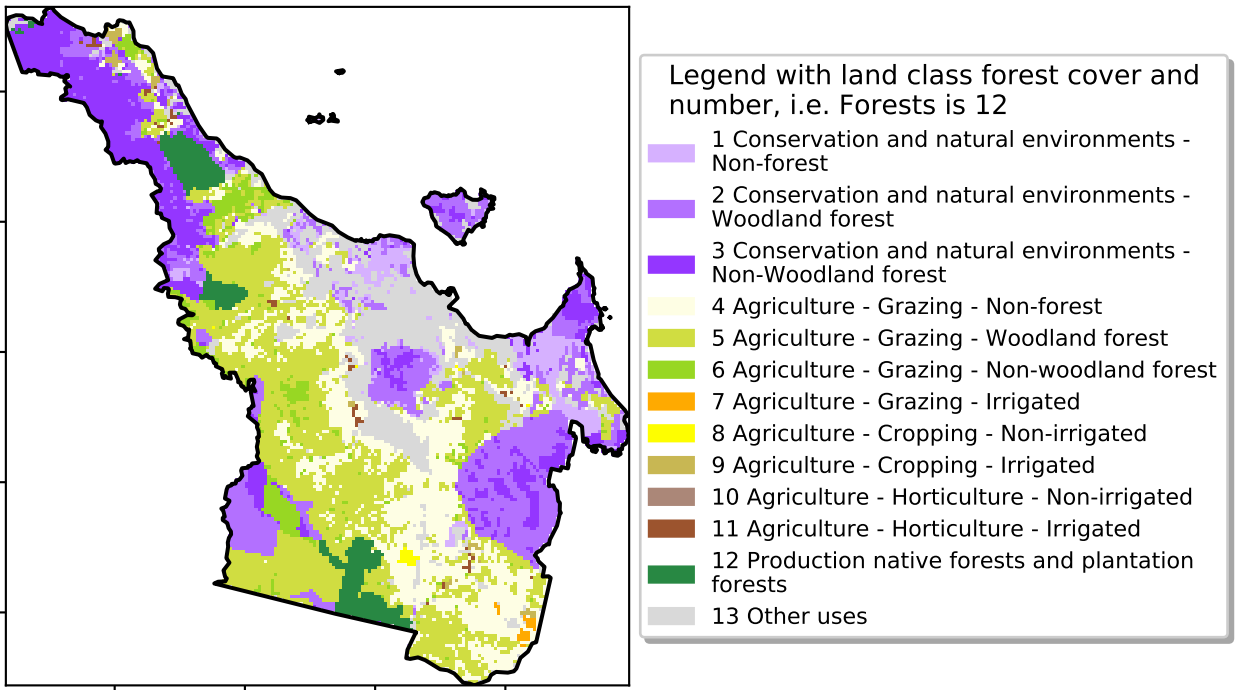 Legend with land class forest cover and
number, i.e. Forests is 12
1 Conservation and natural environments -
Non-forest
2 Conservation and natural environments -
Woodland forest
3 Conservation and natural environments -
Non-Woodland forest
4 Agriculture - Grazing - Non-forest
5 Agriculture - Grazing - Woodland forest
6 Agriculture - Grazing - Non-woodland forest
7 Agriculture - Grazing - Irrigated
8 Agriculture - Cropping - Non-irrigated
9 Agriculture - Cropping - Irrigated
10 Agriculture - Horticulture - Non-irrigated
11 Agriculture - Horticulture - Irrigated
12 Production native forests and plantation
forests
13 Other uses